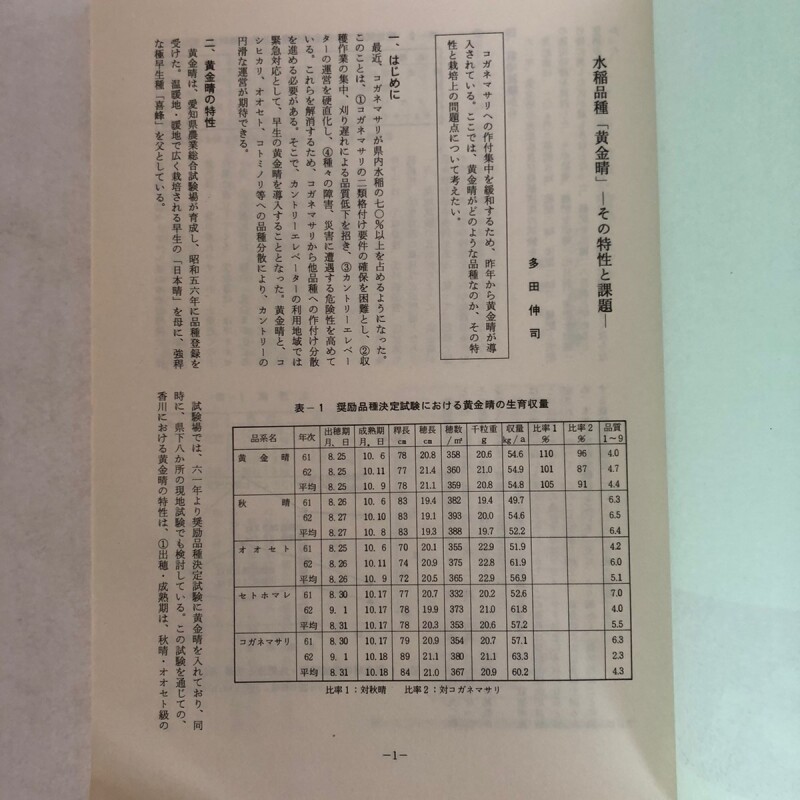 水稲品種「黄金晴」―その特性と課題―
多田伸司
コガネマサリへの作付集中を緩和するため、昨年から黄金晴が導
入されている。ここでは、黄金晴がどのような品種なのか、その特
性と栽培上の問題点について考えたい。
一、はじめに
最近、コガネマサリが県内水稲の七〇%以上を占めるようになった。
このことは、①コガネマサリの二類格付け要件の確保を困難とし、②収
穫作業の集中、刈り遅れによる品質低下を招き、③カントリーエレベー
ターの運営を硬直化し、④種々の障害、災害に遭遇する危険性を高めて
いる。これらを解消するため、コガネマサリから他品種への作付け分散
を進める必要がある。そこで、カントリーエレベーターの利用地域では
緊急対応として、早生の黄金晴を導入することとなった。黄金晴と、コ
シヒカリ、オオセト、コトミノリ等への品種分散により、カントリーの
円滑な運営が期待できる。
二、黄金晴の特性
黄金晴は、愛知県農業総合試験場が育成し、昭和五六年に品種登録を
受けた。温暖地・暖地で広く栽培される早生の「日本晴」を母に、強稈
な極早生種「喜峰」を父としている。
試験場では、六一年より奨励品種決定試験に黄金晴を入れており、同
時に、県下八か所の現地試験でも検討している。この試験を通じての、
香川における黄金晴の特性は、①出穂・成熟期は、秋晴・オオセト級の
表－1 奨励品種決定試験における黄金晴の生育収量
品系名 年次 出穂期 月.日 成熟期 月.日 稈長 cm 穂長 cm 穂数 /㎡ 千粒重 g 収量 kg/a 比率1 % 比率2 % 品質 1～9
黄金晴 61 8.25 10.6 78 20.8 358 20.6 54.6 110 96 4.0
62 8.25 10.11 77 21.4 360 21.0 54.9 101 87 4.7
平均 8.25 10.9 78 21.1 359 20.8 54.8 105 91 4.4
秋晴 61 8.26 10.6 83 19.4 382 19.4 49.7 6.3
62 8.27 10.10 83 19.1 393 20.0 54.6 6.5
平均 8.27 10.8 83 19.3 388 19.7 52.2 6.4
オオセト 61 8.25 10.6 70 20.1 355 22.9 51.9 4.2
62 8.26 10.11 74 20.9 375 22.8 61.9 6.0
平均 8.26 10.9 72 20.5 365 22.9 56.9 5.1
セトホマレ 61 8.30 10.17 77 20.7 332 20.2 52.6 7.0
62 9.1 10.17 78 19.9 373 21.0 61.8 4.0
平均 8.31 10.17 78 20.3 353 20.6 57.2 5.5
コガネマサリ 61 8.30 10.17 79 20.9 354 20.7 57.1 6.3
62 9.1 10.18 89 21.1 380 21.1 63.3 2.3
平均 8.31 10.18 84 21.0 367 20.9 60.2 4.3
比率1：対秋晴 比率2：対コガネマサリ
－1－